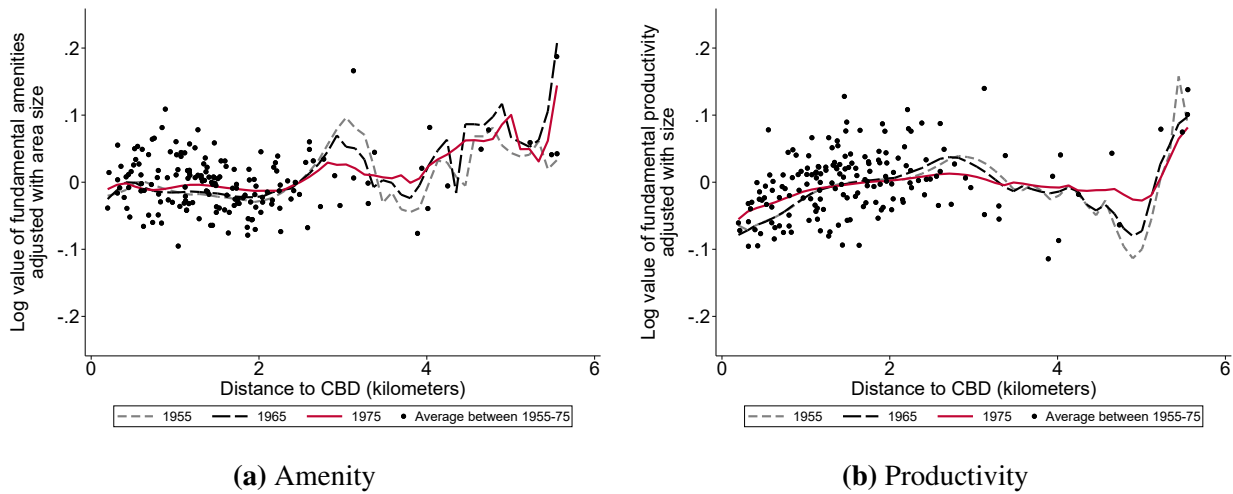 Log value of fundamental amenities
adjusted with area size
.2
.1
0
-.1
-.2
0
2
4
6
Distance to CBD (kilometers)
1955
1965
1975
Average between 1955-75
(a) Amenity
Log value of fundamental productivity
adjusted with size
.2
.1
0
-.1
-.2
0
2
4
6
Distance to CBD (kilometers)
1955
1965
1975
Average between 1955-75
(b) Productivity